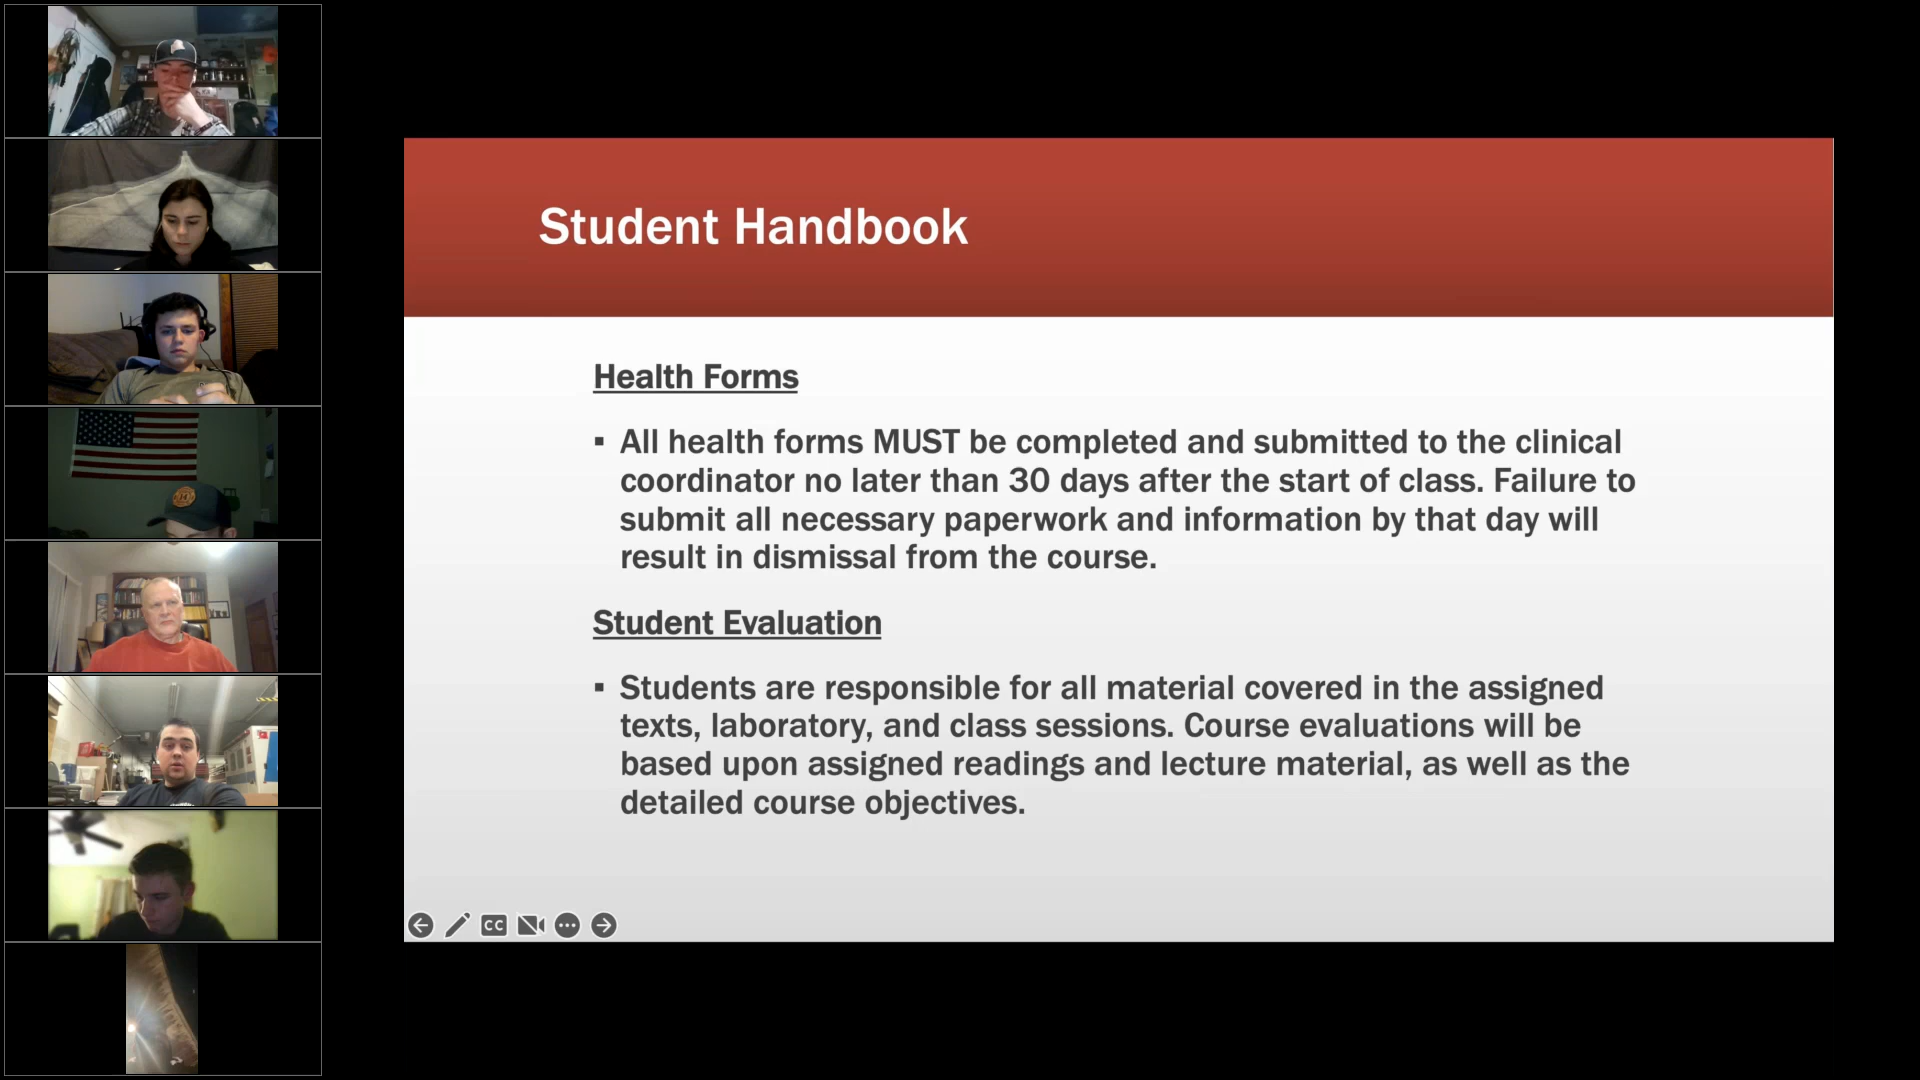 Student Handbook
Health Forms
▪ All health forms MUST be completed and submitted to the clinical
coordinator no later than 30 days after the start of class. Failure to
submit all necessary paperwork and information by that day will
result in dismissal from the course.
Student Evaluation
▪ Students are responsible for all material covered in the assigned
texts, laboratory, and class sessions. Course evaluations will be
based upon assigned readings and lecture material, as well as the
detailed course objectives.
CC